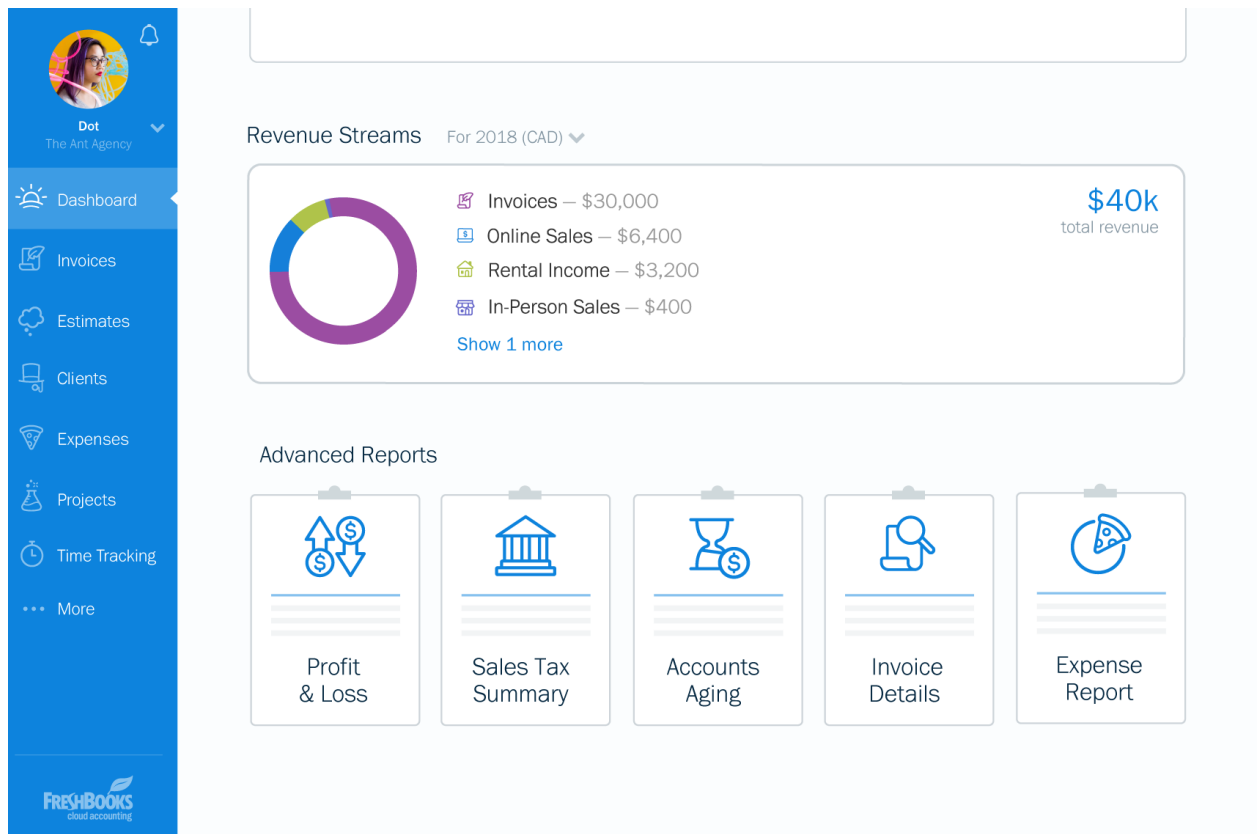 Dot
The Ant Agency
Dashboard
Invoices
Estimates
Clients
Expenses
Projects
Time Tracking
More
FRESHBOOKS
cloud accounting
Revenue Streams For 2018 (CAD)
Invoices — $30,000
Online Sales — $6,400
Rental Income — $3,200
In-Person Sales — $400
Show 1 more
$40k
total revenue
Advanced Reports
Profit
& Loss
Sales Tax
Summary
Accounts
Aging
Invoice
Details
Expense
Report